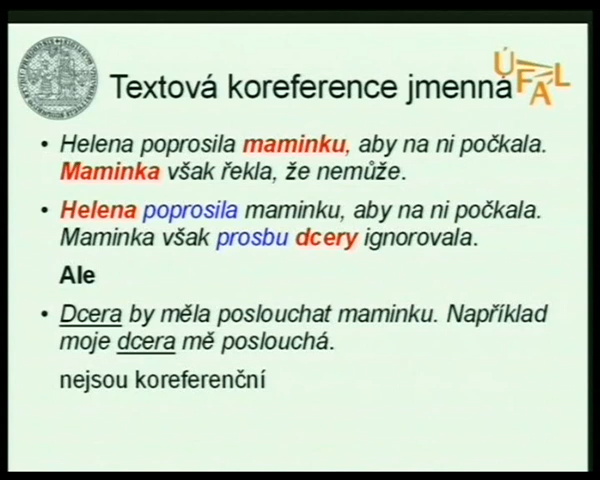 Textová koreference jmenná
ÚFAL
• Helena poprosila maminku, aby na ni počkala.
Maminka však řekla, že nemůže.
• Helena poprosila maminku, aby na ni počkala.
Maminka však prosbu dcery ignorovala.
Ale
• Dcera by měla poslouchat maminku. Například
moje dcera mě poslouchá.
nejsou koreferenční